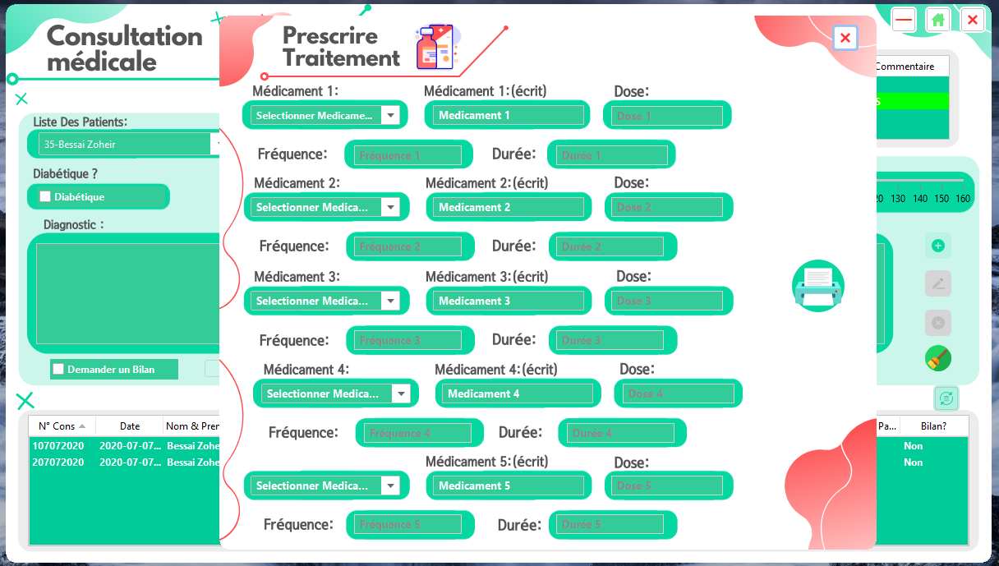 Consultation
médicale
Liste Des Patients:
35-Bessai Zoheir
Diabétique ?
Diabétique
Diagnostic :
Demander un Bilan
N° Cons
Date
Nom & Pren
107072020
2020-07-07...
Bessai Zohe
207072020
2020-07-07...
Bessai Zohe
Prescrire
Traitement
Médicament 1:
Médicament 1:(écrit)
Dose:
Selectionner Medicame...
Medicament 1
Dose 1
Fréquence:
Fréquence 1
Durée:
Durée 1
Médicament 2:
Médicament 2:(écrit)
Dose:
Selectionner Medica...
Medicament 2
Dose 2
Fréquence:
Fréquence 2
Durée:
Durée 2
Médicament 3:
Médicament 3:(écrit)
Dose:
Selectionner Medica...
Medicament 3
Dose 3
Fréquence:
Fréquence 3
Durée:
Durée 3
Médicament 4:
Médicament 4:(écrit)
Dose:
Selectionner Medica...
Medicament 4
Dose 4
Fréquence:
Fréquence 4
Durée:
Durée 4
Médicament 5:(écrit)
Dose:
Selectionner Medica...
Medicament 5
Dose 5
Fréquence:
Fréquence 5
Durée:
Durée 5
Commentaire
S
20 130 140 150 160
Pa...
Bilan?
Non
Non